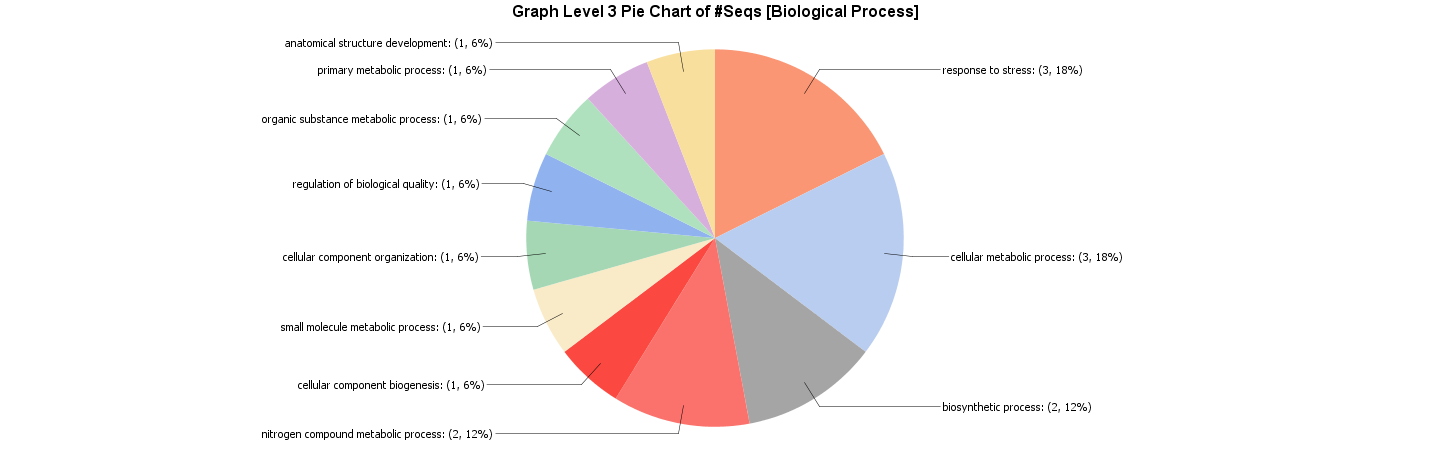 Graph Level 3 Pie Chart of #Seqs [Biological Process]
anatomical structure development: (1, 6%)
primary metabolic process: (1, 6%)
response to stress: (3, 18%)
organic substance metabolic process: (1, 6%)
regulation of biological quality: (1, 6%)
cellular component organization: (1, 6%)
cellular metabolic process: (3, 18%)
small molecule metabolic process: (1, 6%)
cellular component biogenesis: (1, 6%)
biosynthetic process: (2, 12%)
nitrogen compound metabolic process: (2, 12%)